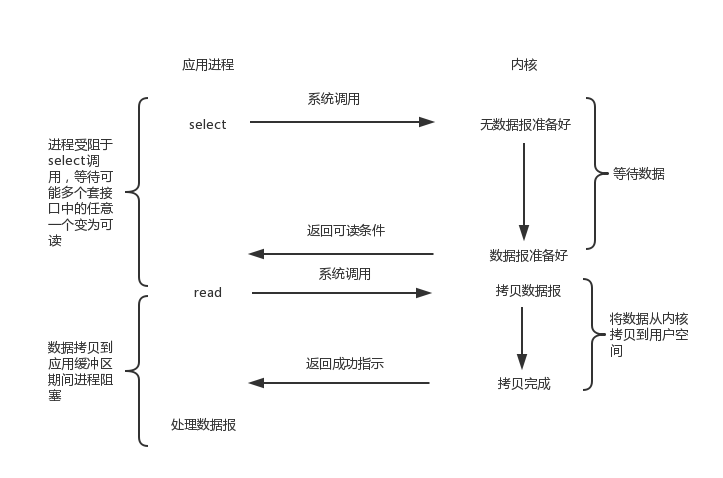 应用进程
内核
系统调用
select
无数据报准备好
进程受阻于
select调
用，等待可
能多个套接
口中的任意
一个变为可
读
等待数据
返回可读条件
数据报准备好
系统调用
read
拷贝数据报
将数据从内核
拷贝到用户空
间
数据拷贝到
应用缓冲区
期间进程阻
塞
返回成功指示
拷贝完成
处理数据报